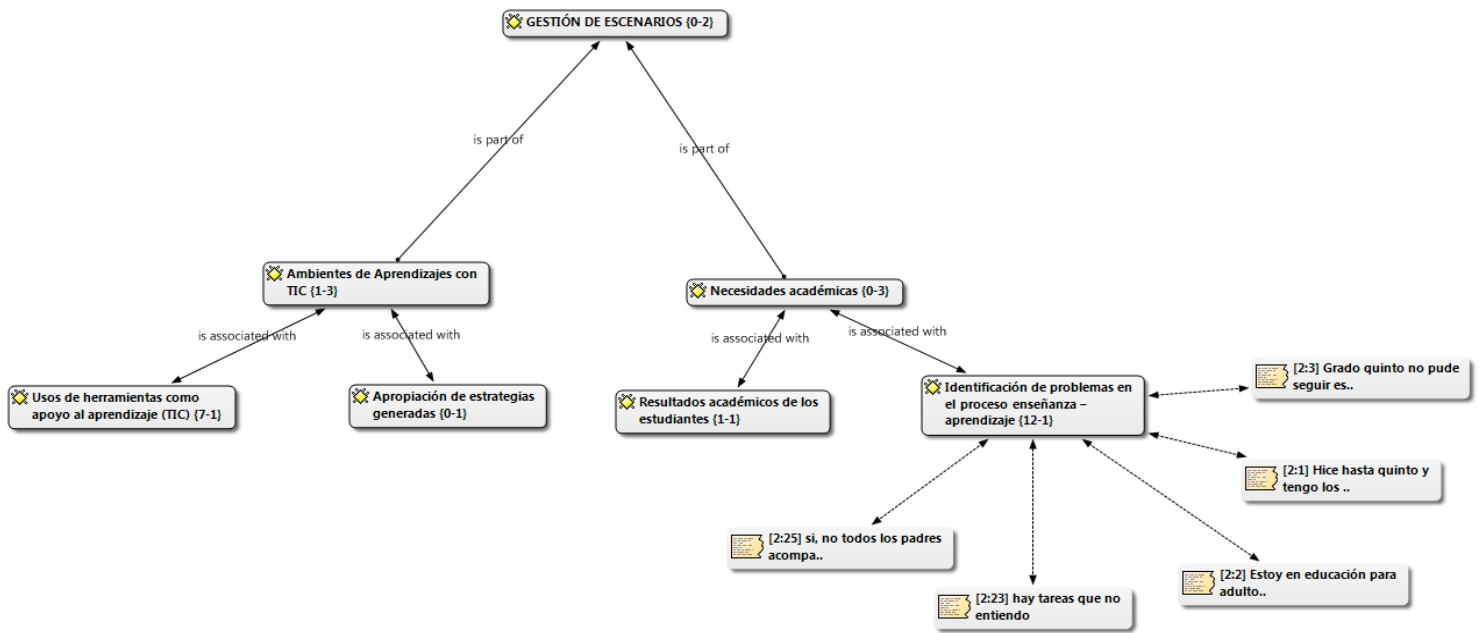 GESTIÓN DE ESCENARIOS {0-2}
is part of
is part of
Ambientes de Aprendizajes con
TIC {1-3}
Necesidades académicas {0-3}
is associated with
is associated with
is associated with
is associated with
Usos de herramientas como
apoyo al aprendizaje (TIC) {7-1}
Apropiación de estrategias
generadas {0-1}
Resultados académicos de los
estudiantes {1-1}
Identificación de problemas en
el proceso enseñanza –
aprendizaje {12-1}
[2:3] Grado quinto no pude
seguir es..
[2:1] Hice hasta quinto y
tengo los ..
[2:25] si, no todos los padres
acompa..
[2:23] hay tareas que no
entiendo
[2:2] Estoy en educación para
adulto..